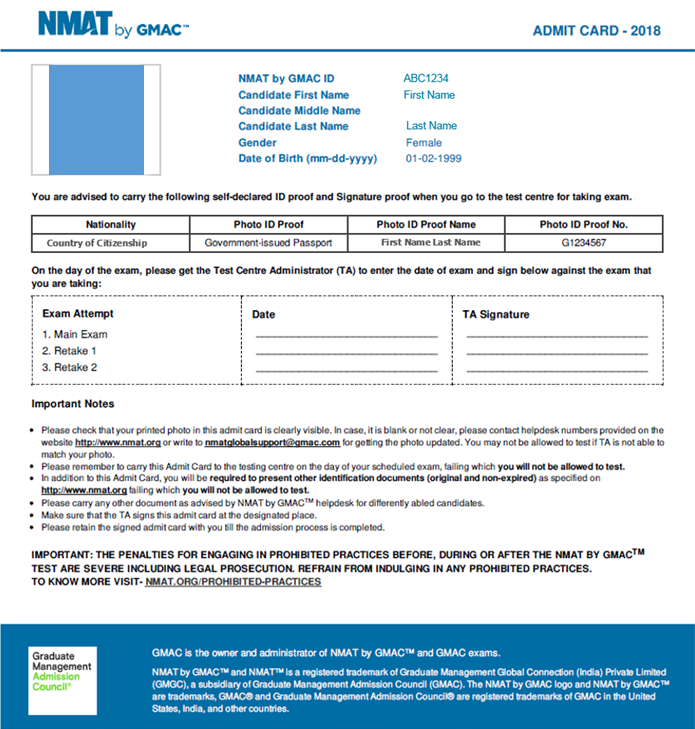 NMAT by GMAC™
ADMIT CARD - 2018
NMAT by GMAC ID ABC1234
Candidate First Name First Name
Candidate Middle Name
Candidate Last Name Last Name
Gender Female
Date of Birth (mm-dd-yyyy) 01-02-1999
You are advised to carry the following self-declared ID proof and Signature proof when you go to the test centre for taking exam.
Nationality Photo ID Proof Photo ID Proof Name Photo ID Proof No.
Country of Citizenship Government-issued Passport First Name Last Name G1234567
On the day of the exam, please get the Test Centre Administrator (TA) to enter the date of exam and sign below against the exam that
you are taking:
Exam Attempt Date TA Signature
1. Main Exam
2. Retake 1
3. Retake 2
Important Notes
• Please check that your printed photo in this admit card is clearly visible. In case, it is blank or not clear, please contact helpdesk numbers provided on the
website http://www.nmat.org or write to nmatglobalsupport@gmac.com for getting the photo updated. You may not be allowed to test if TA is not able to
match your photo.
• Please remember to carry this Admit Card to the testing centre on the day of your scheduled exam, failing which you will not be allowed to test.
• In addition to this Admit Card, you will be required to present other identification documents (original and non-expired) as specified on
http://www.nmat.org failing which you will not be allowed to test.
• Please carry any other document as advised by NMAT by GMAC™ helpdesk for differently abled candidates.
• Make sure that the TA signs this admit card at the designated place.
• Please retain the signed admit card with you till the admission process is completed.
IMPORTANT: THE PENALTIES FOR ENGAGING IN PROHIBITED PRACTICES BEFORE, DURING OR AFTER THE NMAT BY GMAC™
TEST ARE SEVERE INCLUDING LEGAL PROSECUTION. REFRAIN FROM INDULGING IN ANY PROHIBITED PRACTICES.
TO KNOW MORE VISIT- NMAT.ORG/PROHIBITED-PRACTICES
Graduate
Management
Admission
Council®
GMAC is the owner and administrator of NMAT by GMAC™ and GMAC exams.
NMAT by GMAC™ and NMAT™ is a registered trademark of Graduate Management Global Connection (India) Private Limited
(GMGC), a subsidiary of Graduate Management Admission Council (GMAC). The NMAT by GMAC logo and NMAT by GMAC™
are trademarks, GMAC® and Graduate Management Admission Council® are registered trademarks of GMAC in the United
States, India, and other countries.